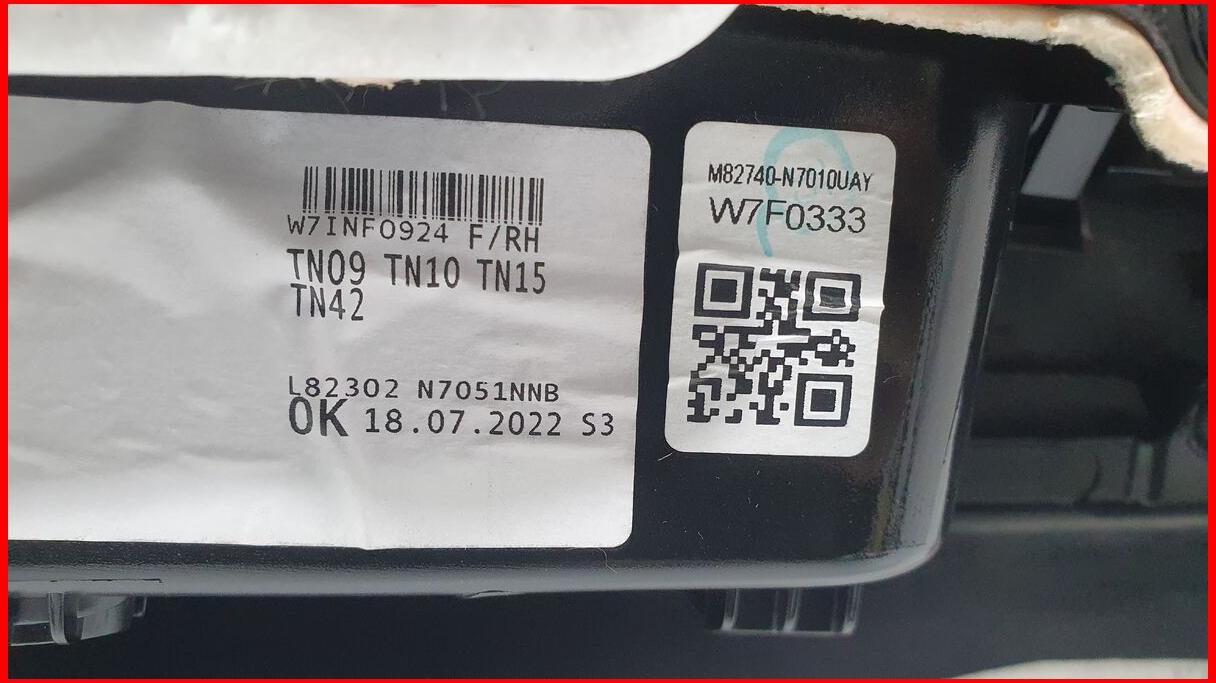 W7INF0924 F/RH
TN09 TN10 TN15
TN42
L82302 N7051NNB
OK 18.07.2022 S3
M82740-N7010UAY
W7F0333